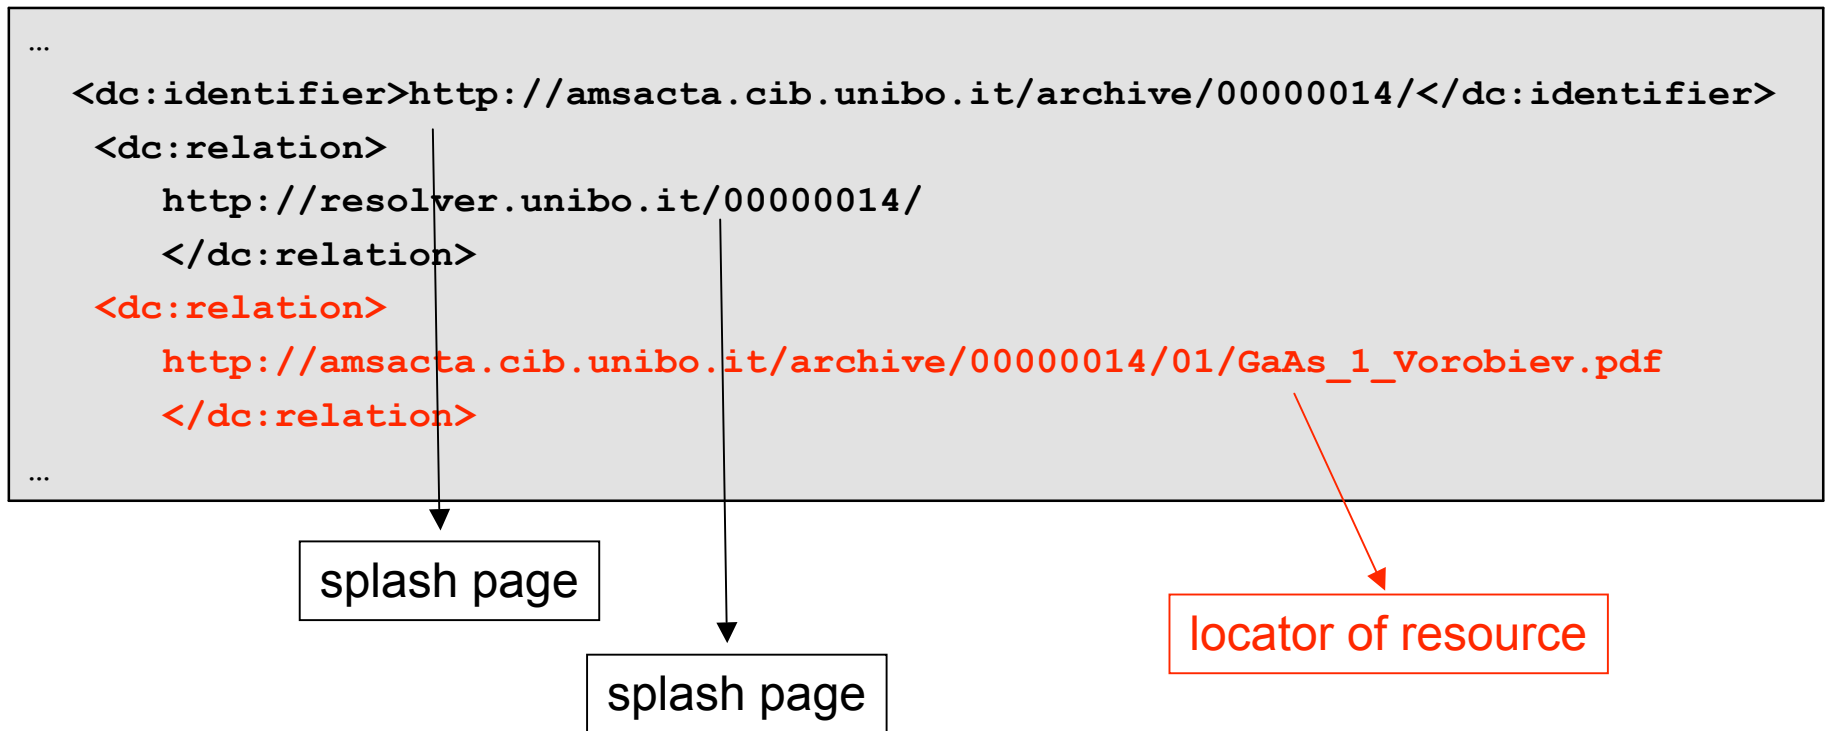 …
<dc:identifier>http://amsacta.cib.unibo.it/archive/00000014/</dc:identifier>
<dc:relation>
http://resolver.unibo.it/00000014/
</dc:relation>
<dc:relation>
http://amsacta.cib.unibo.it/archive/00000014/01/GaAs_1_Vorobiev.pdf
</dc:relation>
…
splash page
locator of resource
splash page